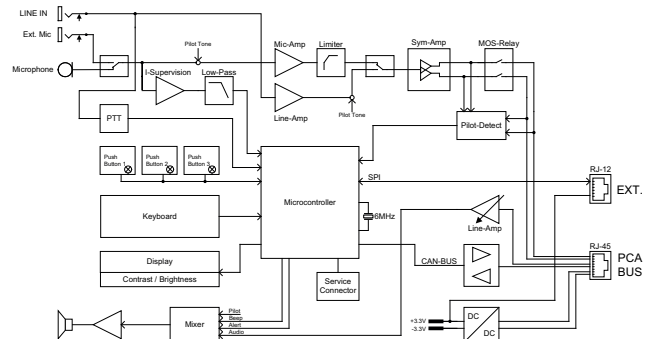 LINE IN
Ext. Mic
Microphone
Pilot Tone
Mic-Amp
Limiter
Sym-Amp
MOS-Relay
I-Supervision
Low-Pass
Line-Amp
Pilot Tone
PTT
Pilot-Detect
Push Button 1
Push Button 2
Push Button 3
Microcontroller
SPI
RJ-12
EXT.
Keyboard
6MHz
Line-Amp
RJ-45
PCA
BUS
Display
Contrast / Brightness
CAN-BUS
Service
Connector
Mixer
Pilot
Beep
Alert
Audio
+3.3V
-3.3V
DC
DC